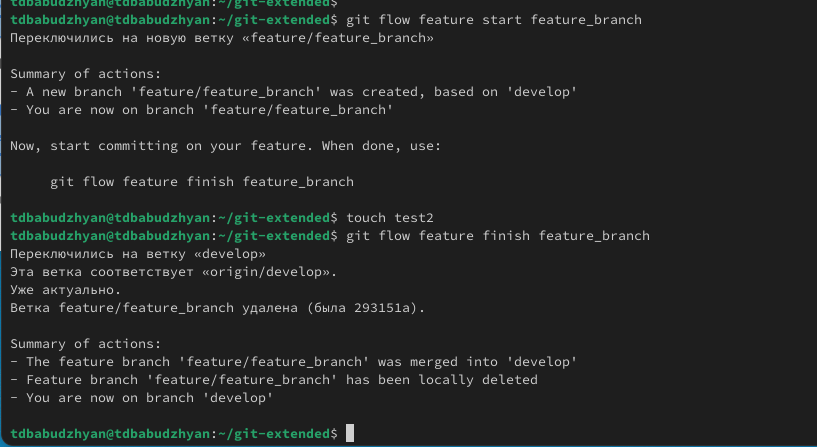 tdbabudzhyan@tdbabudzhyan:~/git-extended$
tdbabudzhyan@tdbabudzhyan:~/git-extended$ git flow feature start feature_branch
Переключились на новую ветку «feature/feature_branch»
Summary of actions:
- A new branch 'feature/feature_branch' was created, based on 'develop'
- You are now on branch 'feature/feature_branch'
Now, start committing on your feature. When done, use:
git flow feature finish feature_branch
tdbabudzhyan@tdbabudzhyan:~/git-extended$ touch test2
tdbabudzhyan@tdbabudzhyan:~/git-extended$ git flow feature finish feature_branch
Переключились на ветку «develop»
Эта ветка соответствует «origin/develop».
Уже актуально.
Ветка feature/feature_branch удалена (была 293151a).
Summary of actions:
- The feature branch 'feature/feature_branch' was merged into 'develop'
- Feature branch 'feature/feature_branch' has been locally deleted
- You are now on branch 'develop'
tdbabudzhyan@tdbabudzhyan:~/git-extended$